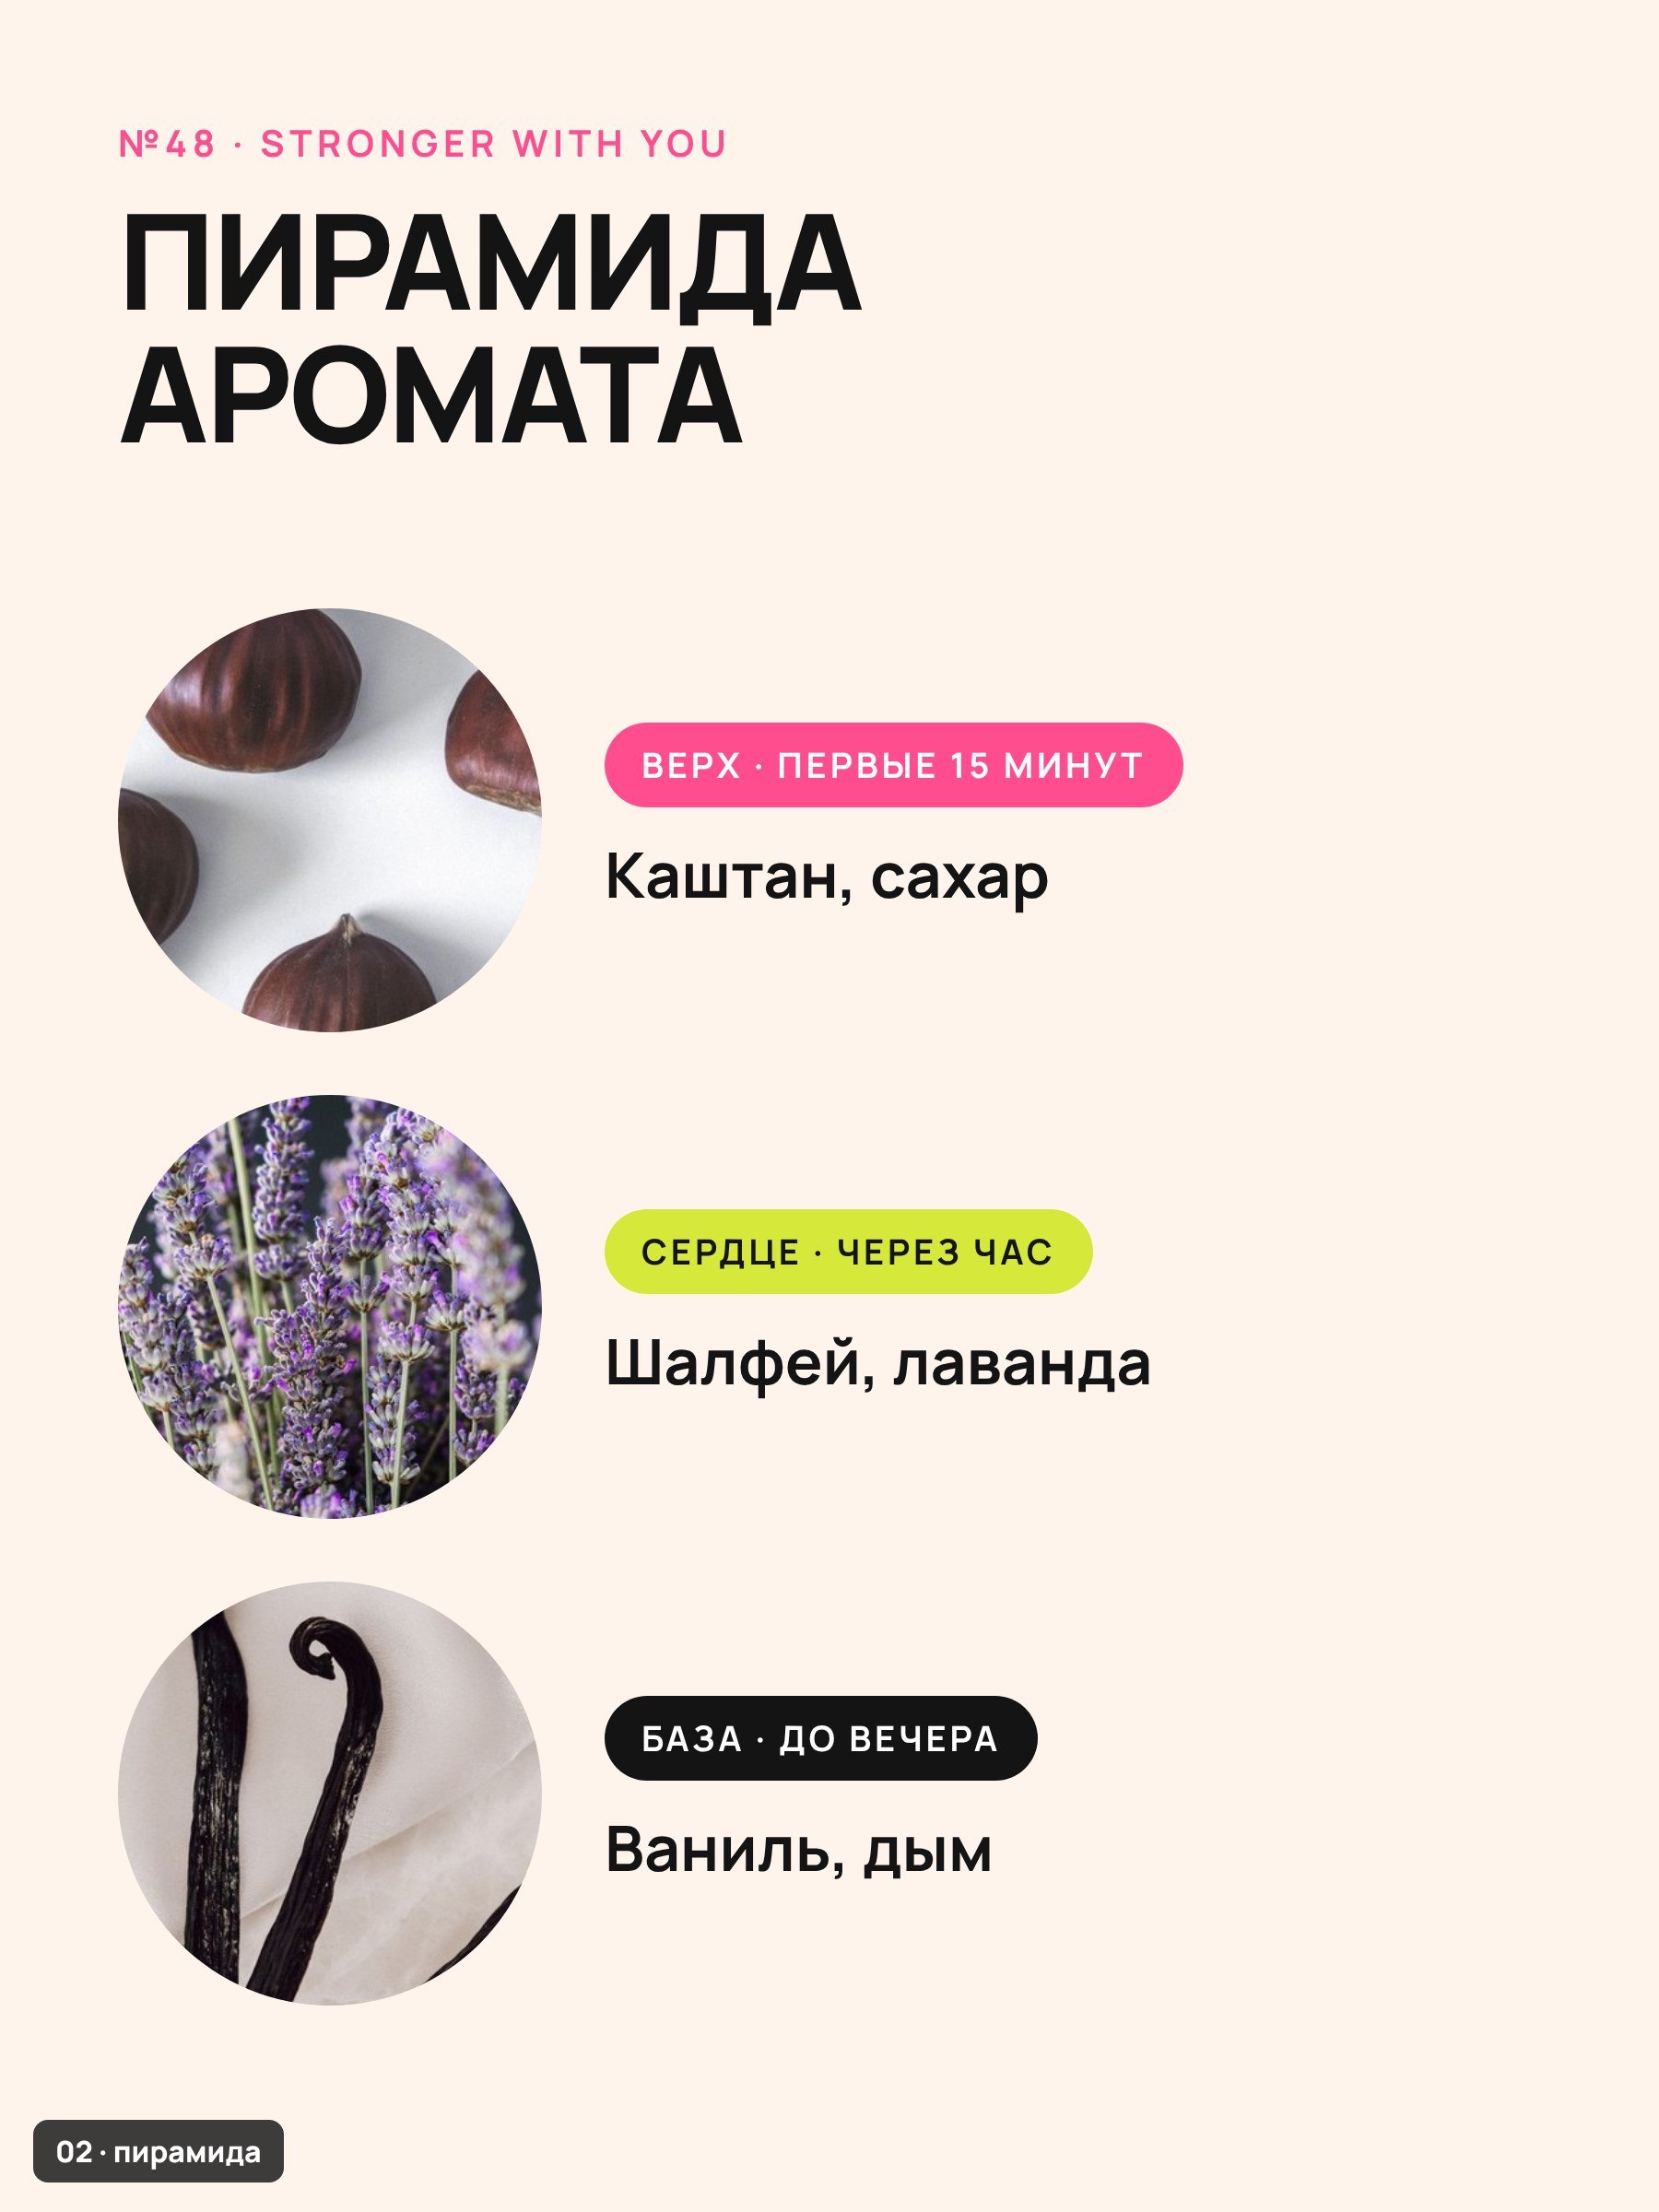 №48 · STRONGER WITH YOU
ПИРАМИДА
АРОМАТА
ВЕРХ · ПЕРВЫЕ 15 МИНУТ
Каштан, сахар
СЕРДЦЕ · ЧЕРЕЗ ЧАС
Шалфей, лаванда
БАЗА · ДО ВЕЧЕРА
Ваниль, дым
02 · пирамида